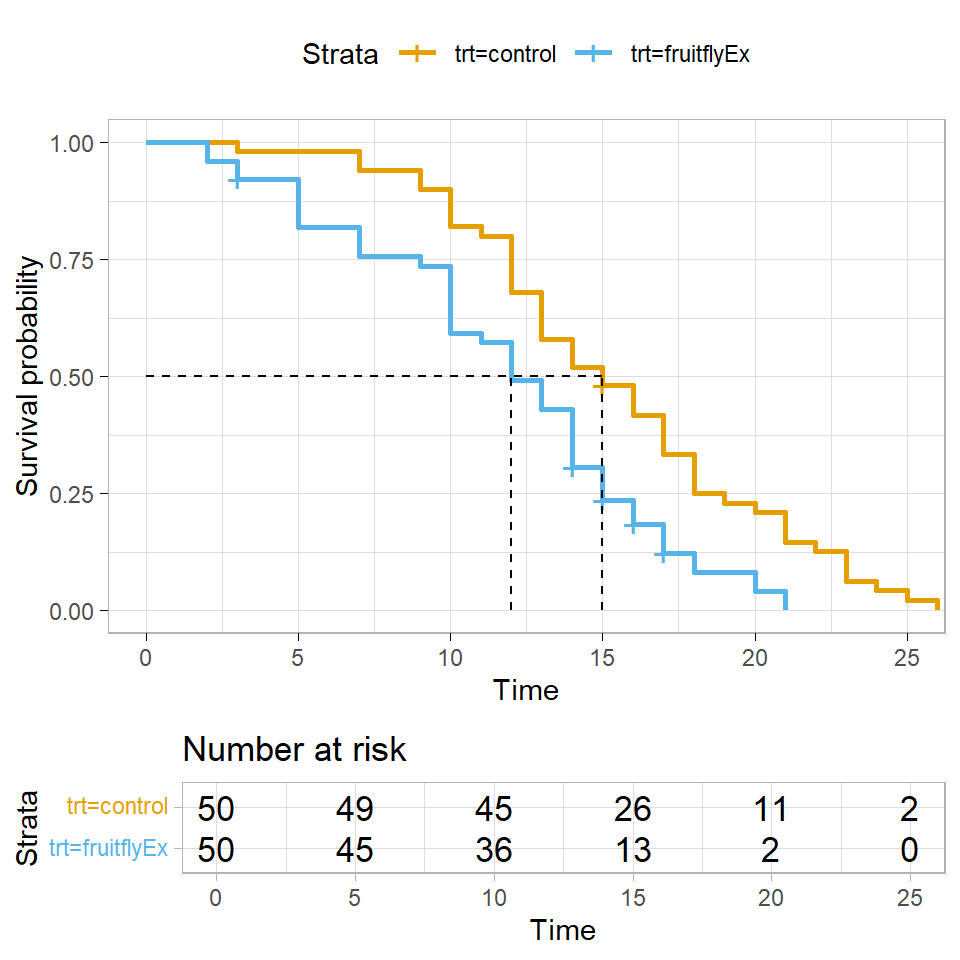 Strata trt=control trt=fruitflyEx
1.00
0.75
0.50
0.25
0.00
Survival probability
0 5 10 15 20 25
Time
Number at risk
Strata
trt=control 50 49 45 26 11 2
trt=fruitflyEx 50 45 36 13 2 0
0 5 10 15 20 25
Time